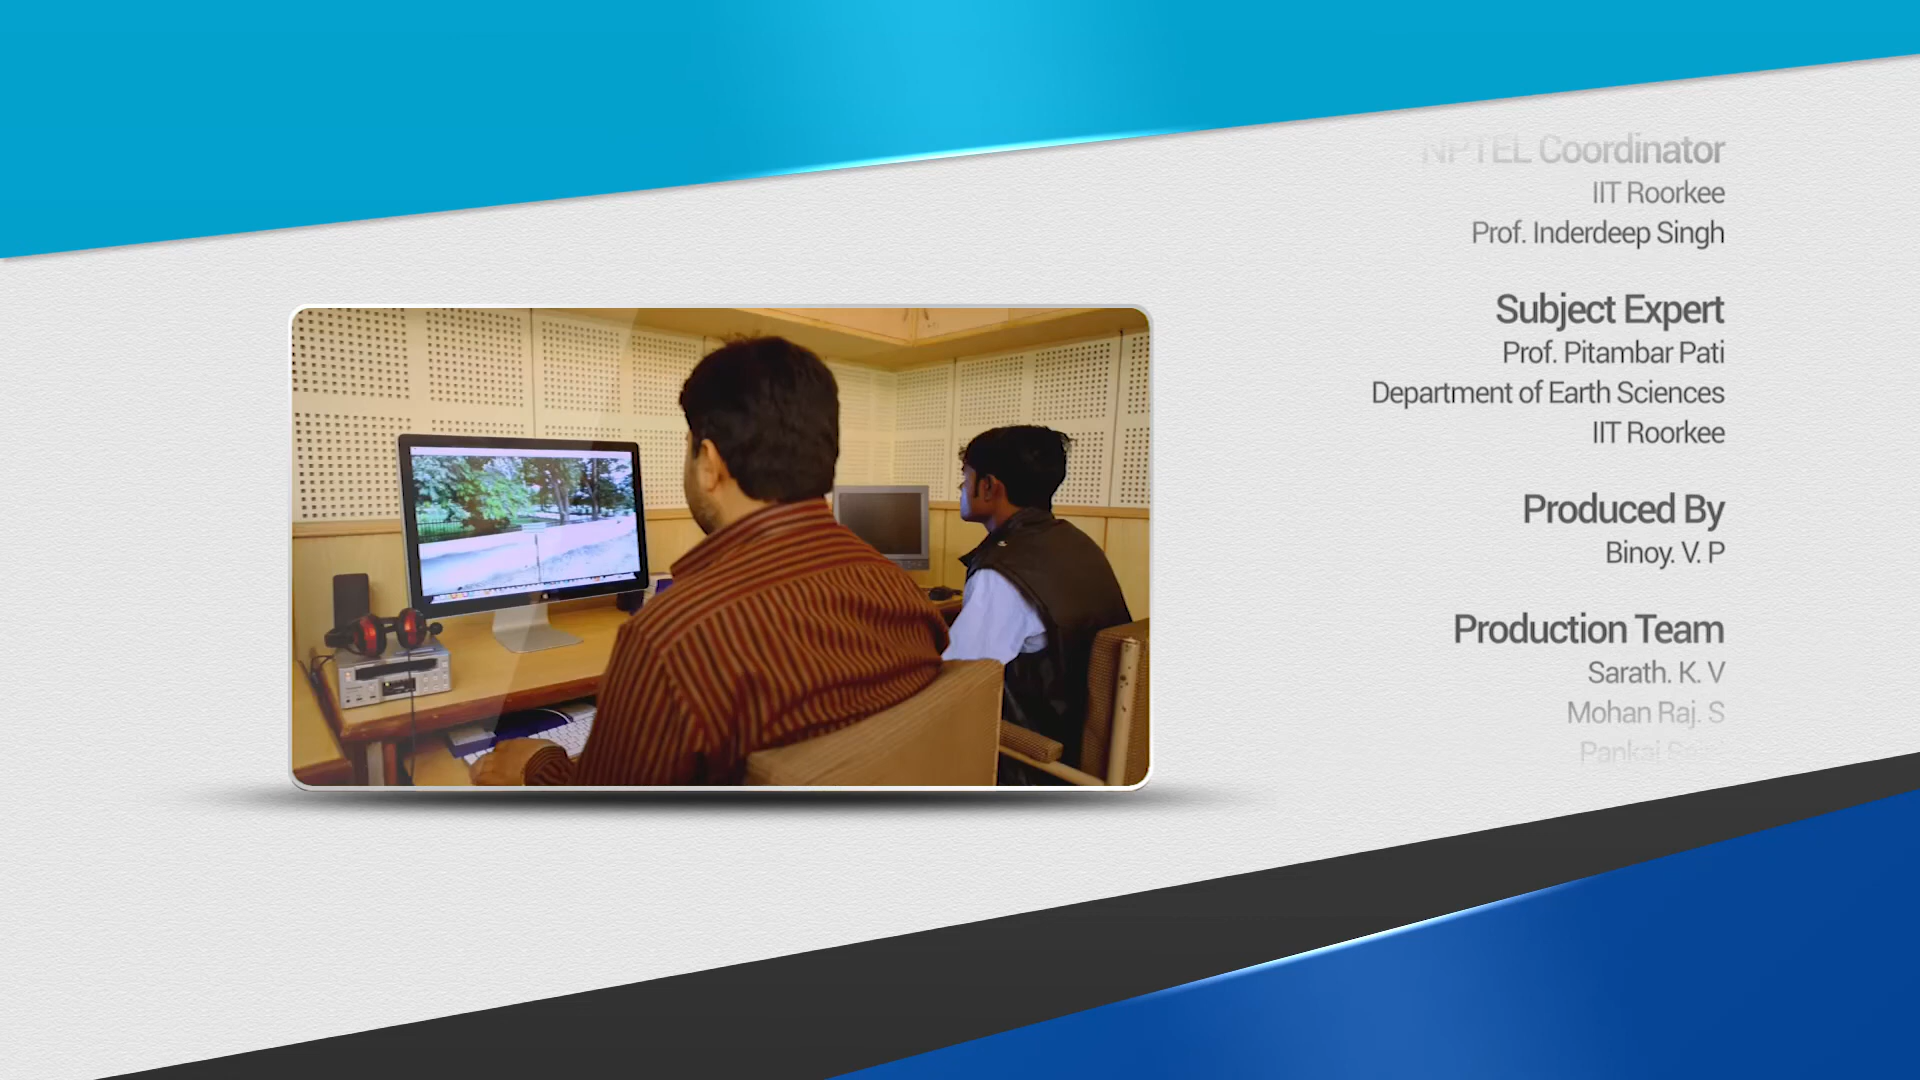 NPTEL Coordinator
IIT Roorkee
Prof. Inderdeep Singh
Subject Expert
Prof. Pitambar Pati
Department of Earth Sciences
IIT Roorkee
Produced By
Binoy. V. P
Production Team
Sarath. K. V
Mohan Raj. S
Pankaj